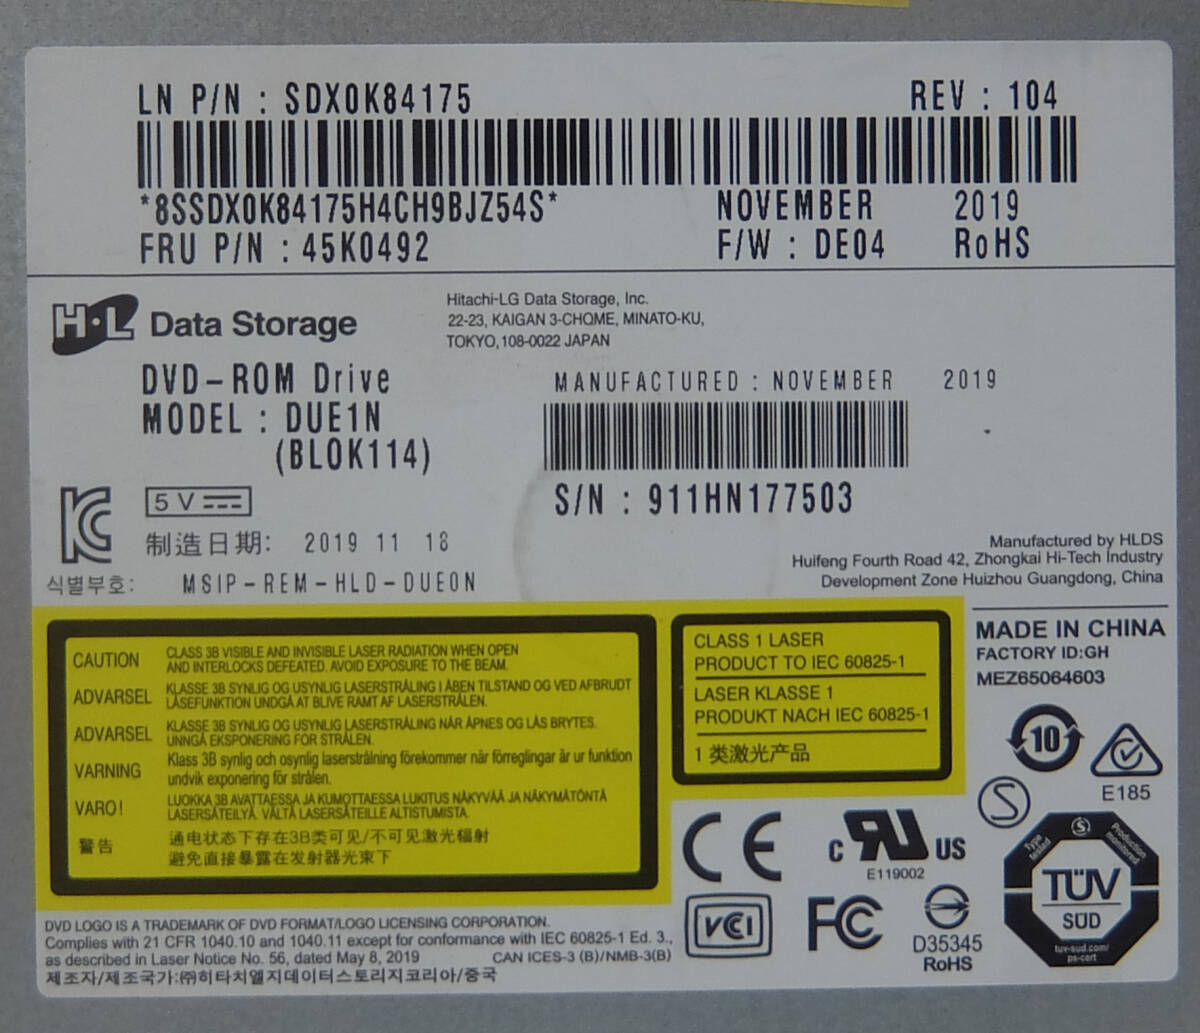 LN P/N : SDX0K84175
REV : 104
*8SSDX0K84175H4CH9BJZ54S*
NOVEMBER 2019
FRU P/N : 45K0492
F/W : DE04 RoHS
H·L Data Storage
Hitachi-LG Data Storage, Inc.
22-23, KAIGAN 3-CHOME, MINATO-KU,
TOKYO,108-0022 JAPAN
DVD-ROM Drive
MODEL : DUE1N
(BLOK114)
MANUFACTURED : NOVEMBER 2019
S/N : 911HN177503
5 V
制造日期: 2019 11 18
식별부호: MSIP-REM-HLD-DUE0N
Manufactured by HLDS
Huifeng Fourth Road 42, Zhongkai Hi-Tech Industry
Development Zone Huizhou Guangdong, China
CAUTION
CLASS 3B VISIBLE AND INVISIBLE LASER RADIATION WHEN OPEN
AND INTERLOCKS DEFEATED. AVOID EXPOSURE TO THE BEAM.
ADVARSEL
KLASSE 3B SYNLIG OG USYNLIG LASERSTRÅLING I ÅBEN TILSTAND OG VED AFBRUDT
LÅSEFUNKTION UNDGÅ AT BLIVE RAMT AF LASERSTRÅLEN.
ADVARSEL
KLASSE 3B SYNLIG OG USYNLIG LASERSTRÅLING NÅR ÅPNES OG LÅS BRYTES.
UNNGÅ EKSPONERING FOR STRÅLEN.
VARNING
Klass 3B synlig och osynlig laserstrålning förekommer när förreglingar är ur funktion
undvik exponering för strålen.
VARO!
LUOKKA 3B AVATTAESSA JA KUMOTTAESSA LUKITUS NÄKYVÄÄ JA NÄKYMÄTÖNTÄ
LASERSÄTEILYÄ. VÄLTÄ LASERSÄTEILLE ALTISTUMISTA.
警告
通电状态下存在3B类可见/不可见激光辐射
避免直接暴露在发射器光束下
CLASS 1 LASER
PRODUCT TO IEC 60825-1
LASER KLASSE 1
PRODUKT NACH IEC 60825-1
1 类激光产品
MADE IN CHINA
FACTORY ID:GH
MEZ65064603
10
E185
S
CE
c RU US
E119002
Type tested
S
Production monitored
TÜV
SÜD
tuv-sud.com/
ps-cert
VCI
FC
D35345
RoHS
DVD LOGO IS A TRADEMARK OF DVD FORMAT/LOGO LICENSING CORPORATION.
Complies with 21 CFR 1040.10 and 1040.11 except for conformance with IEC 60825-1 Ed. 3.,
as described in Laser Notice No. 56, dated May 8, 2019 CAN ICES-3 (B)/NMB-3(B)
제조자/제조국가:㈜히타치엘지데이터스토리지코리아/중국